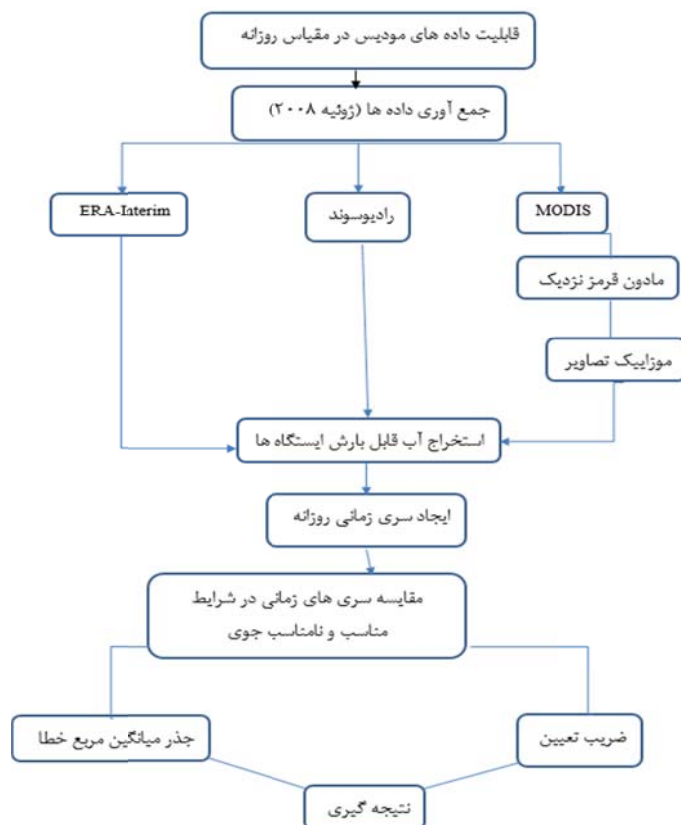 قابلیت داده های مودیس در مقیاس روزانه
جمع آوری داده ها (ژوئیه ۲۰۰۸)
MODIS
رادیوسوند
ERA-Interim
مادون قرمز نزدیک
موزاییک تصاویر
استخراج آب قابل بارش ایستگاه ها
ایجاد سری زمانی روزانه
مقایسه سری های زمانی در شرایط
مناسب و نامناسب جوی
ضریب تعیین
جذر میانگین مربع خطا
نتیجه گیری